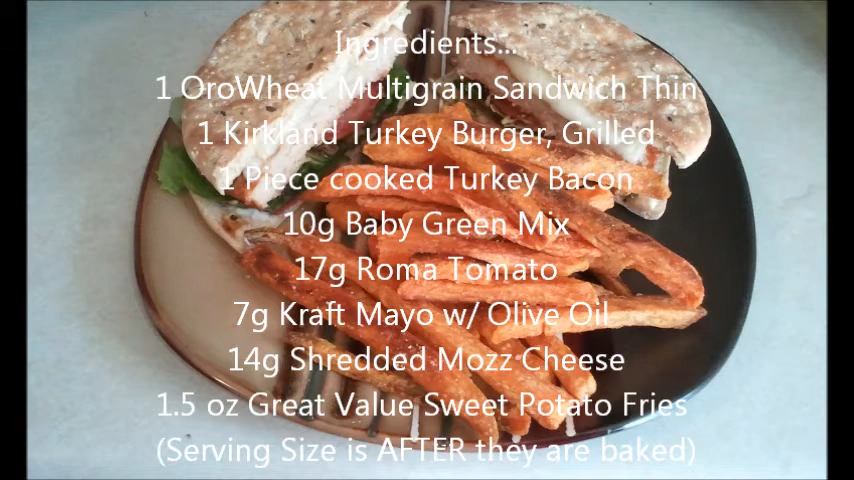 Ingredients...
1 OroWheat Multigrain Sandwich Thin
1 Kirkland Turkey Burger, Grilled
1 Piece cooked Turkey Bacon
10g Baby Green Mix
17g Roma Tomato
7g Kraft Mayo w/ Olive Oil
14g Shredded Mozz Cheese
1.5 oz Great Value Sweet Potato Fries
(Serving Size is AFTER they are baked)